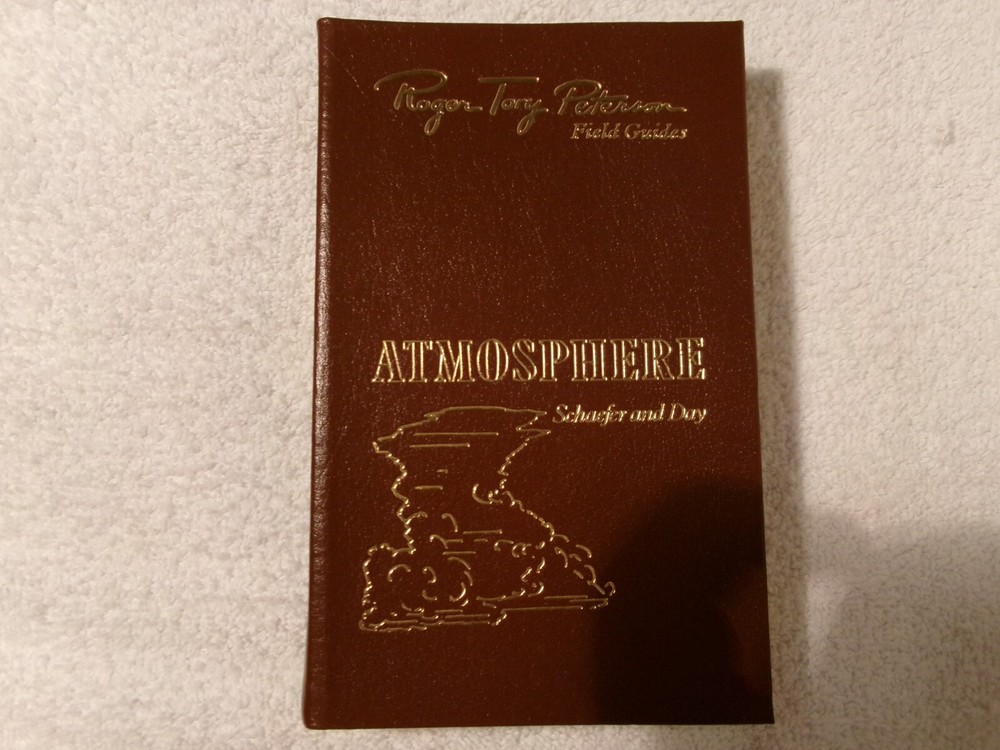 Roger Tory Peterson
Field Guides
ATMOSPHERE
Schaefer and Day